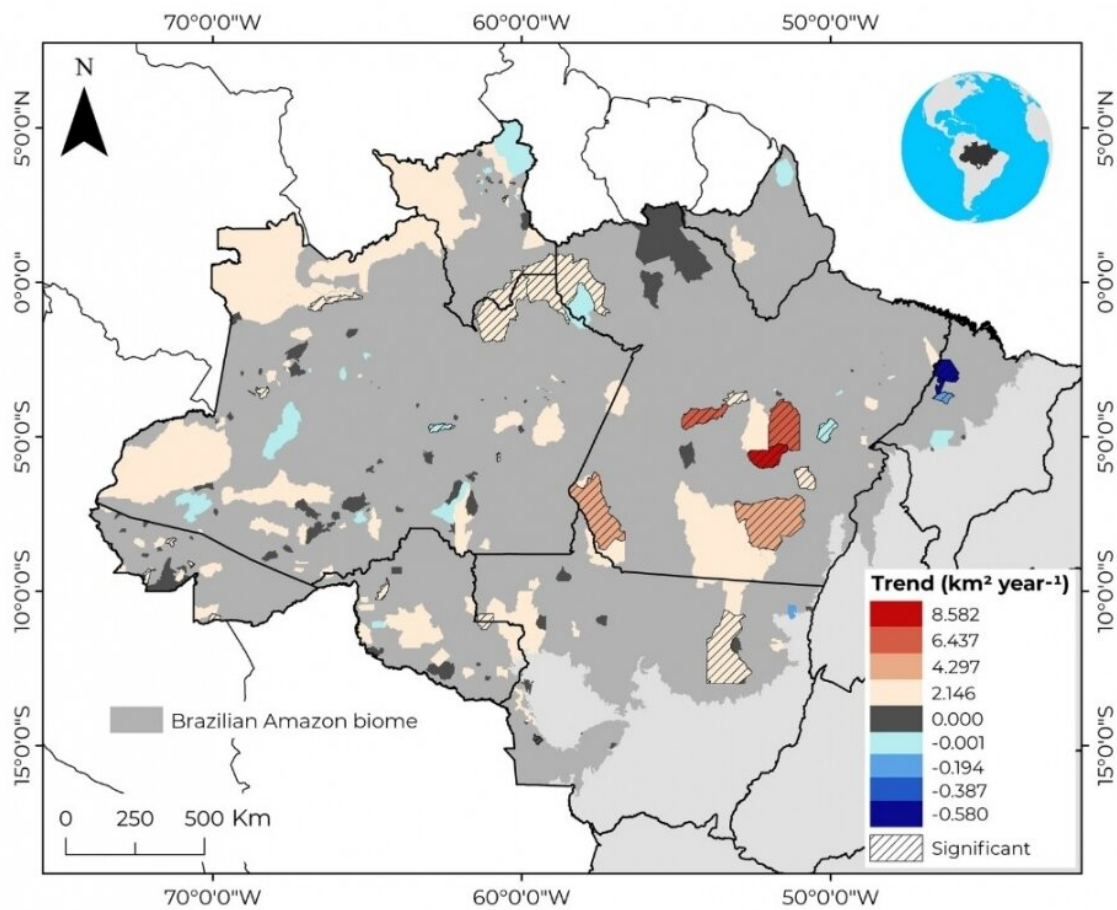 70°0'0"W 60°0'0"W 50°0'0"W
N
5°0'0"N 5°0'0"N
0°0'0" 0°0'0"
5°0'0"S 5°0'0"S
10°0'0"S 10°0'0"S
15°0'0"S 15°0'0"S
Trend (km² year⁻¹)
8.582
6.437
4.297
2.146
0.000
-0.001
-0.194
-0.387
-0.580
Significant
Brazilian Amazon biome
0 250 500 Km
70°0'0"W 60°0'0"W 50°0'0"W